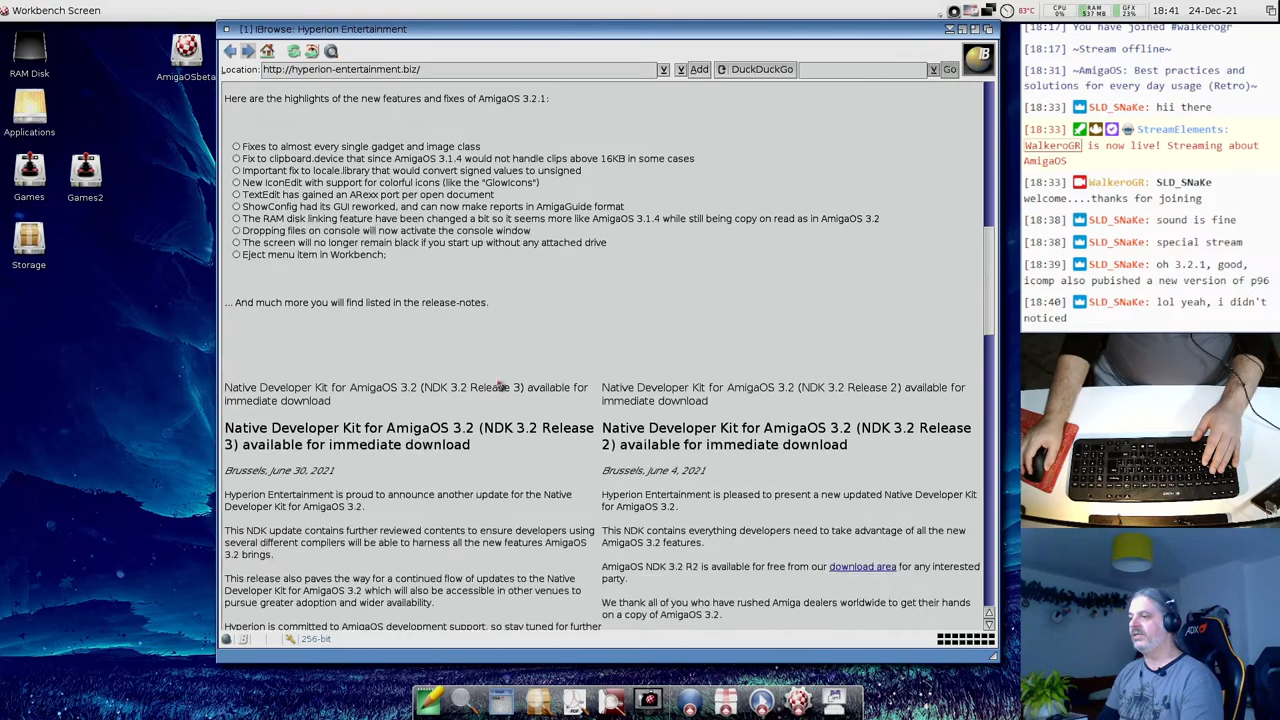 Workbench Screen
83°C
CPU
0%
RAM
537 MB
GFX
23%
18:41
24-Dec-21
RAM Disk
AmigaOSbeta
Applications
Games
Games2
Storage
[1] IBrowse: Hyperion Entertainment
Location:
http://hyperion-entertainment.biz/
Add
DuckDuckGo
Go
Here are the highlights of the new features and fixes of AmigaOS 3.2.1:
Fixes to almost every single gadget and image class
Fix to clipboard.device that since AmigaOS 3.1.4 would not handle clips above 16KB in some cases
Important fix to locale.library that would convert signed values to unsigned
New IconEdit with support for colorful icons (like the "GlowIcons")
TextEdit has gained an ARexx port per open document
ShowConfig had its GUI reworked, and can now make reports in AmigaGuide format
The RAM disk linking feature have been changed a bit so it seems more like AmigaOS 3.1.4 while still being copy on read as in AmigaOS 3.2
Dropping files on console will now activate the console window
The screen will no longer remain black if you start up without any attached drive
Eject menu item in Workbench;
... And much more you will find listed in the release-notes.
Native Developer Kit for AmigaOS 3.2 (NDK 3.2 Release 3) available for
immediate download
Native Developer Kit for AmigaOS 3.2 (NDK 3.2 Release
3) available for immediate download
Brussels, june 30, 2021
Hyperion Entertainment is proud to announce another update for the Native
Developer Kit for AmigaOS 3.2.
This NDK update contains further reviewed contents to ensure developers using
several different compilers will be able to harness all the new features AmigaOS
3.2 brings.
This release also paves the way for a continued flow of updates to the Native
Developer Kit for AmigaOS 3.2 which will also be accessible in other venues to
pursue greater adoption and wider availability.
Hyperion is committed to AmigaOS development support, so stay tuned for further
Native Developer Kit for AmigaOS 3.2 (NDK 3.2 Release 2) available for
immediate download
Native Developer Kit for AmigaOS 3.2 (NDK 3.2 Release
2) available for immediate download
Brussels, june 4, 2021
Hyperion Entertainment is pleased to present a new updated Native Developer Kit
for AmigaOS 3.2.
This NDK contains everything developers need to take advantage of all the new
AmigaOS 3.2 features.
AmigaOS NDK 3.2 R2 is available for free from our download area for any interested
party.
We thank all of you who have rushed Amiga dealers worldwide to get their hands
on a copy of AmigaOS 3.2.
256-bit
PDF
[18:17] You have joined #walkerogr
[18:17] ~Stream offline~
[18:31] ~AmigaOS: Best practices and
solutions for every day usage (Retro)~
[18:33] SLD_SNaKe: hii there
[18:33] StreamElements:
WalkeroGR is now live! Streaming about
AmigaOS
[18:33] WalkeroGR: SLD_SNaKe
welcome....thanks for joining
[18:38] SLD_SNaKe: sound is fine
[18:38] SLD_SNaKe: special stream
[18:39] SLD_SNaKe: oh 3.2.1, good,
icomp also pubished a new version of p96
[18:40] SLD_SNaKe: lol yeah, i didn't
noticed